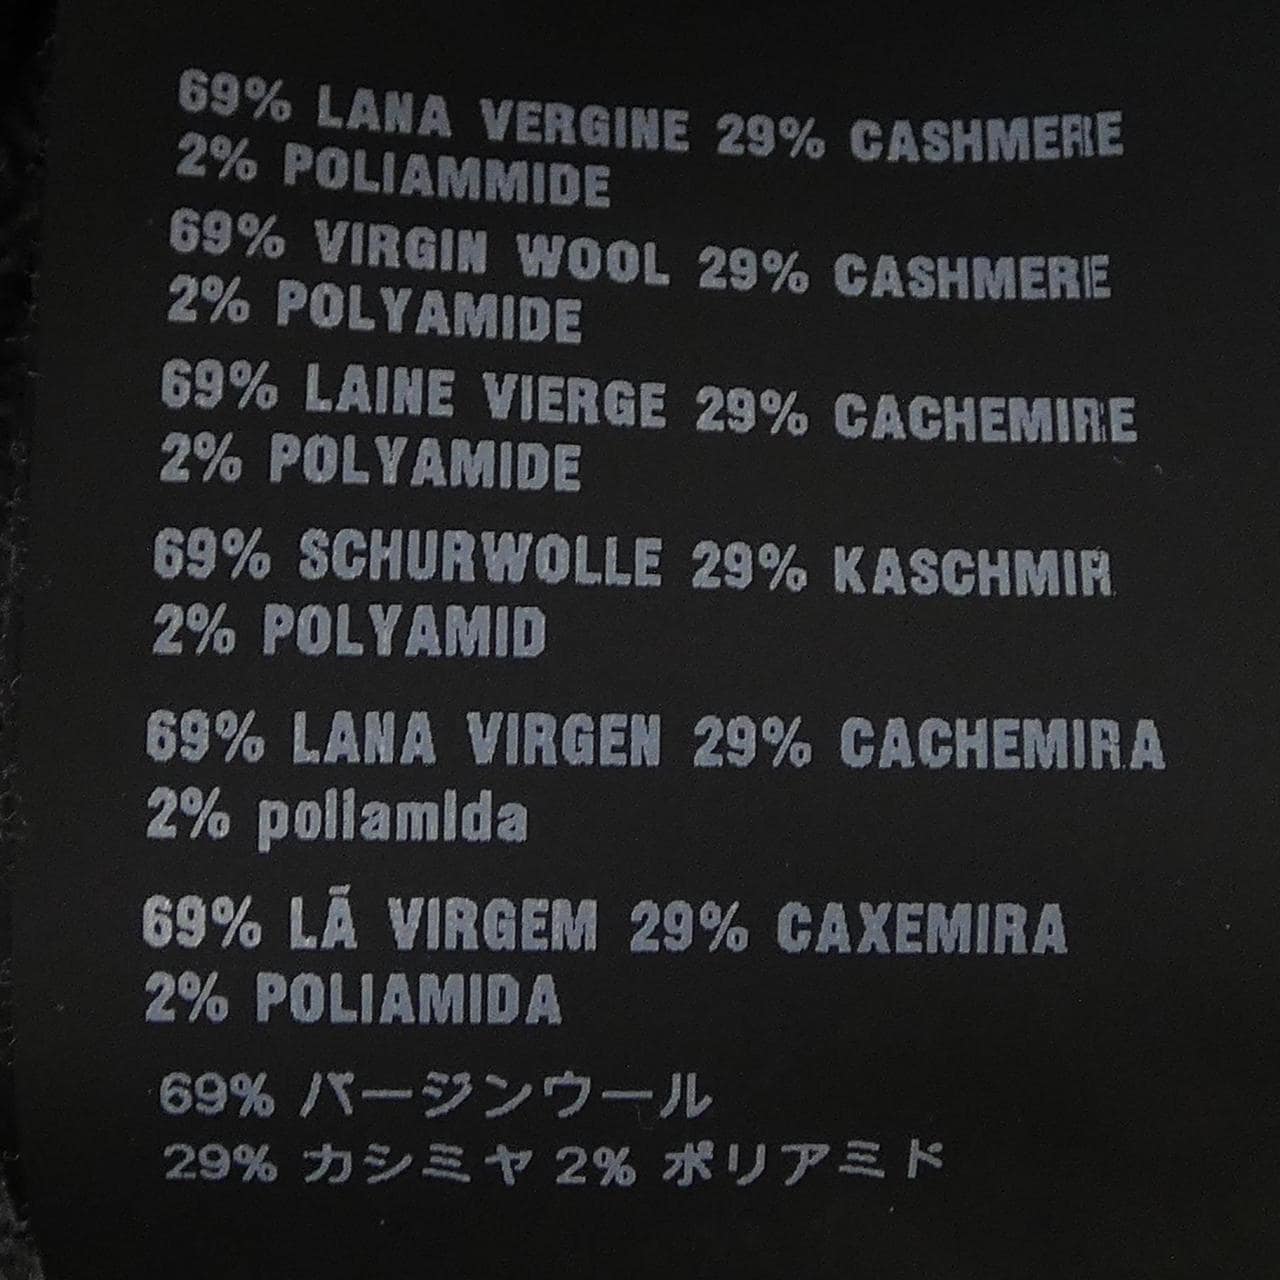 69% LANA VERGINE 29% CASHMERE
2% POLIAMMIDE
69% VIRGIN WOOL 29% CASHMERE
2% POLYAMIDE
69% LAINE VIERGE 29% CACHEMIRE
2% POLYAMIDE
69% SCHURWOLLE 29% KASCHMIR
2% POLYAMID
69% LANA VIRGEN 29% CACHEMIRA
2% poliamida
69% LÃ VIRGEM 29% CAXEMIRA
2% POLIAMIDA
69% バージンウール
29% カシミヤ 2% ポリアミド